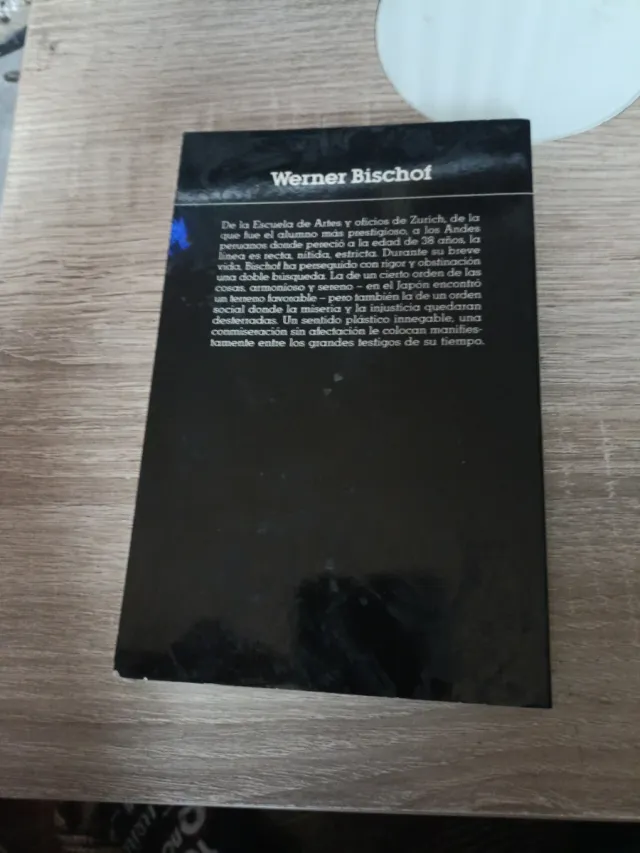 Werner Bischof
De la Escuela de Artes y oficios de Zurich, de la
que fue el alumno más prestigioso, a los Andes
peruanos donde pereció a la edad de 38 años, la
línea es recta, nítida, estricta. Durante su breve
vida, Bischof ha perseguido con rigor y obstinación
una doble búsqueda. La de un cierto orden de las
cosas, armonioso y sereno – en el Japón encontró
un terreno favorable – pero también la de un orden
social donde la miseria y la injusticia quedaran
desterradas. Un sentido plástico innegable, una
conmiseración sin afectación le colocan manifies-
tamente entre los grandes testigos de su tiempo.